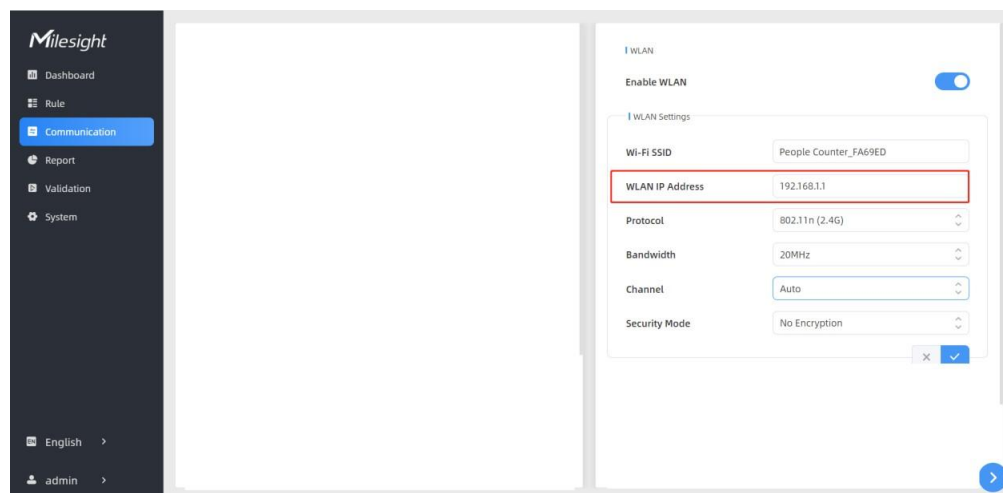 Milesight
Dashboard
Rule
Communication
Report
Validation
System
EN English
admin
WLAN
Enable WLAN
WLAN Settings
Wi-Fi SSID People Counter_FA69ED
WLAN IP Address 192.168.1.1
Protocol 802.11n (2.4G)
Bandwidth 20MHz
Channel Auto
Security Mode No Encryption